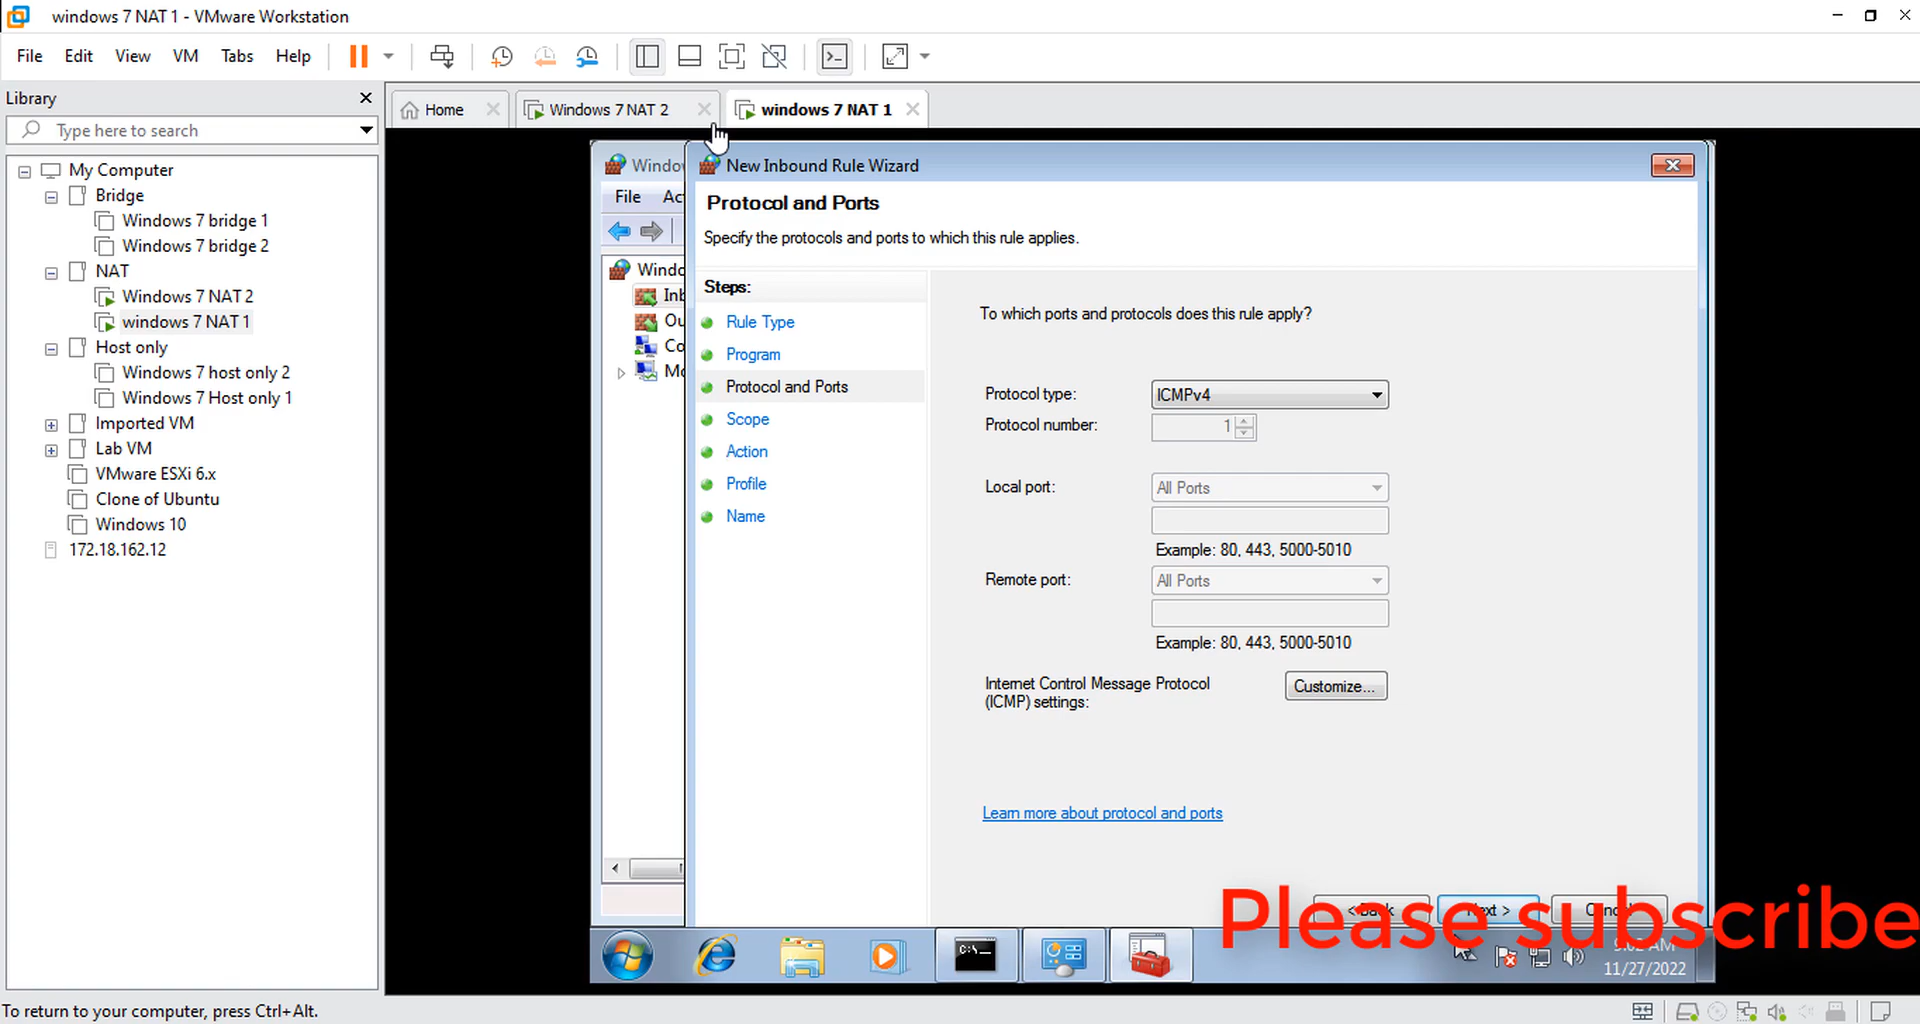 windows 7 NAT 1 - VMware Workstation
File Edit View VM Tabs Help
Library
Type here to search
My Computer
Bridge
Windows 7 bridge 1
Windows 7 bridge 2
NAT
Windows 7 NAT 2
windows 7 NAT 1
Host only
Windows 7 host only 2
Windows 7 Host only 1
Imported VM
Lab VM
VMware ESXi 6.x
Clone of Ubuntu
Windows 10
172.18.162.12
Home
Windows 7 NAT 2
windows 7 NAT 1
File
New Inbound Rule Wizard
Protocol and Ports
Specify the protocols and ports to which this rule applies.
Steps:
Rule Type
Program
Protocol and Ports
Scope
Action
Profile
Name
To which ports and protocols does this rule apply?
Protocol type: ICMPv4
Protocol number: 1
Local port: All Ports
Example: 80, 443, 5000-5010
Remote port: All Ports
Example: 80, 443, 5000-5010
Internet Control Message Protocol
(ICMP) settings:
Customize...
Learn more about protocol and ports
< Back Next > Cancel
Please subscribe
11/27/2022
To return to your computer, press Ctrl+Alt.